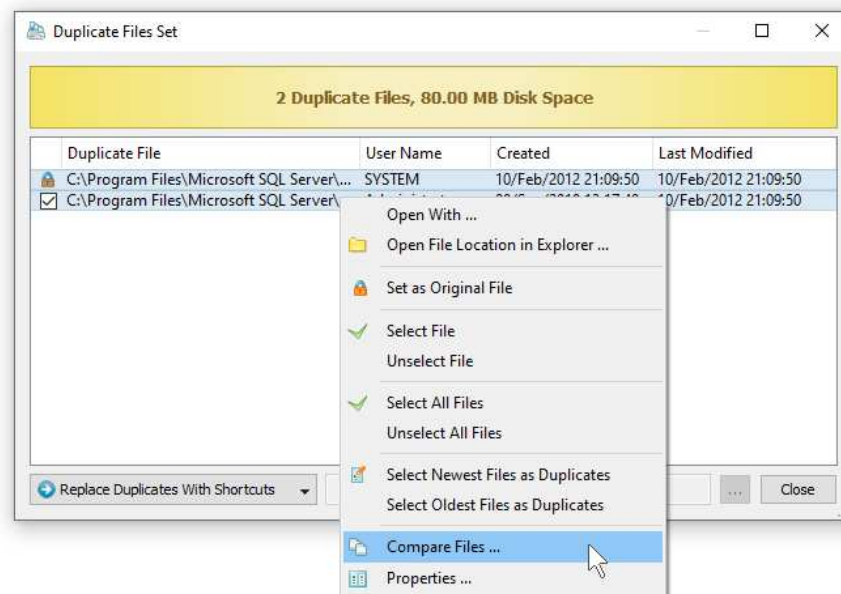 Duplicate Files Set
2 Duplicate Files, 80.00 MB Disk Space
Duplicate File User Name Created Last Modified
C:\Program Files\Microsoft SQL Server\... SYSTEM 10/Feb/2012 21:09:50 10/Feb/2012 21:09:50
C:\Program Files\Microsoft SQL Server\ 10/Feb/2012 21:09:50
Open With ...
Open File Location in Explorer ...
Set as Original File
Select File
Unselect File
Select All Files
Unselect All Files
Select Newest Files as Duplicates
Select Oldest Files as Duplicates
Compare Files ...
Properties ...
Replace Duplicates With Shortcuts ... Close